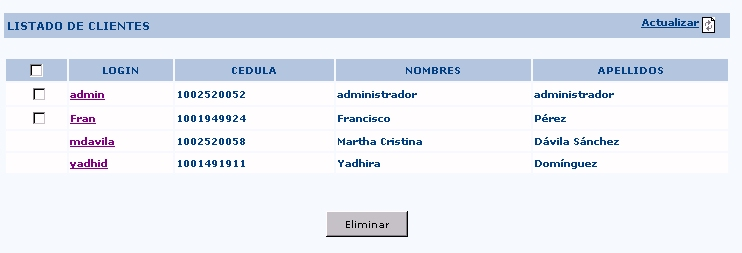 LISTADO DE CLIENTES Actualizar
LOGIN CEDULA NOMBRES APELLIDOS
admin 1002520052 administrador administrador
Fran 1001949924 Francisco Pérez
mdavila 1002520058 Martha Cristina Dávila Sánchez
yadhid 1001491911 Yadhira Domínguez
Eliminar